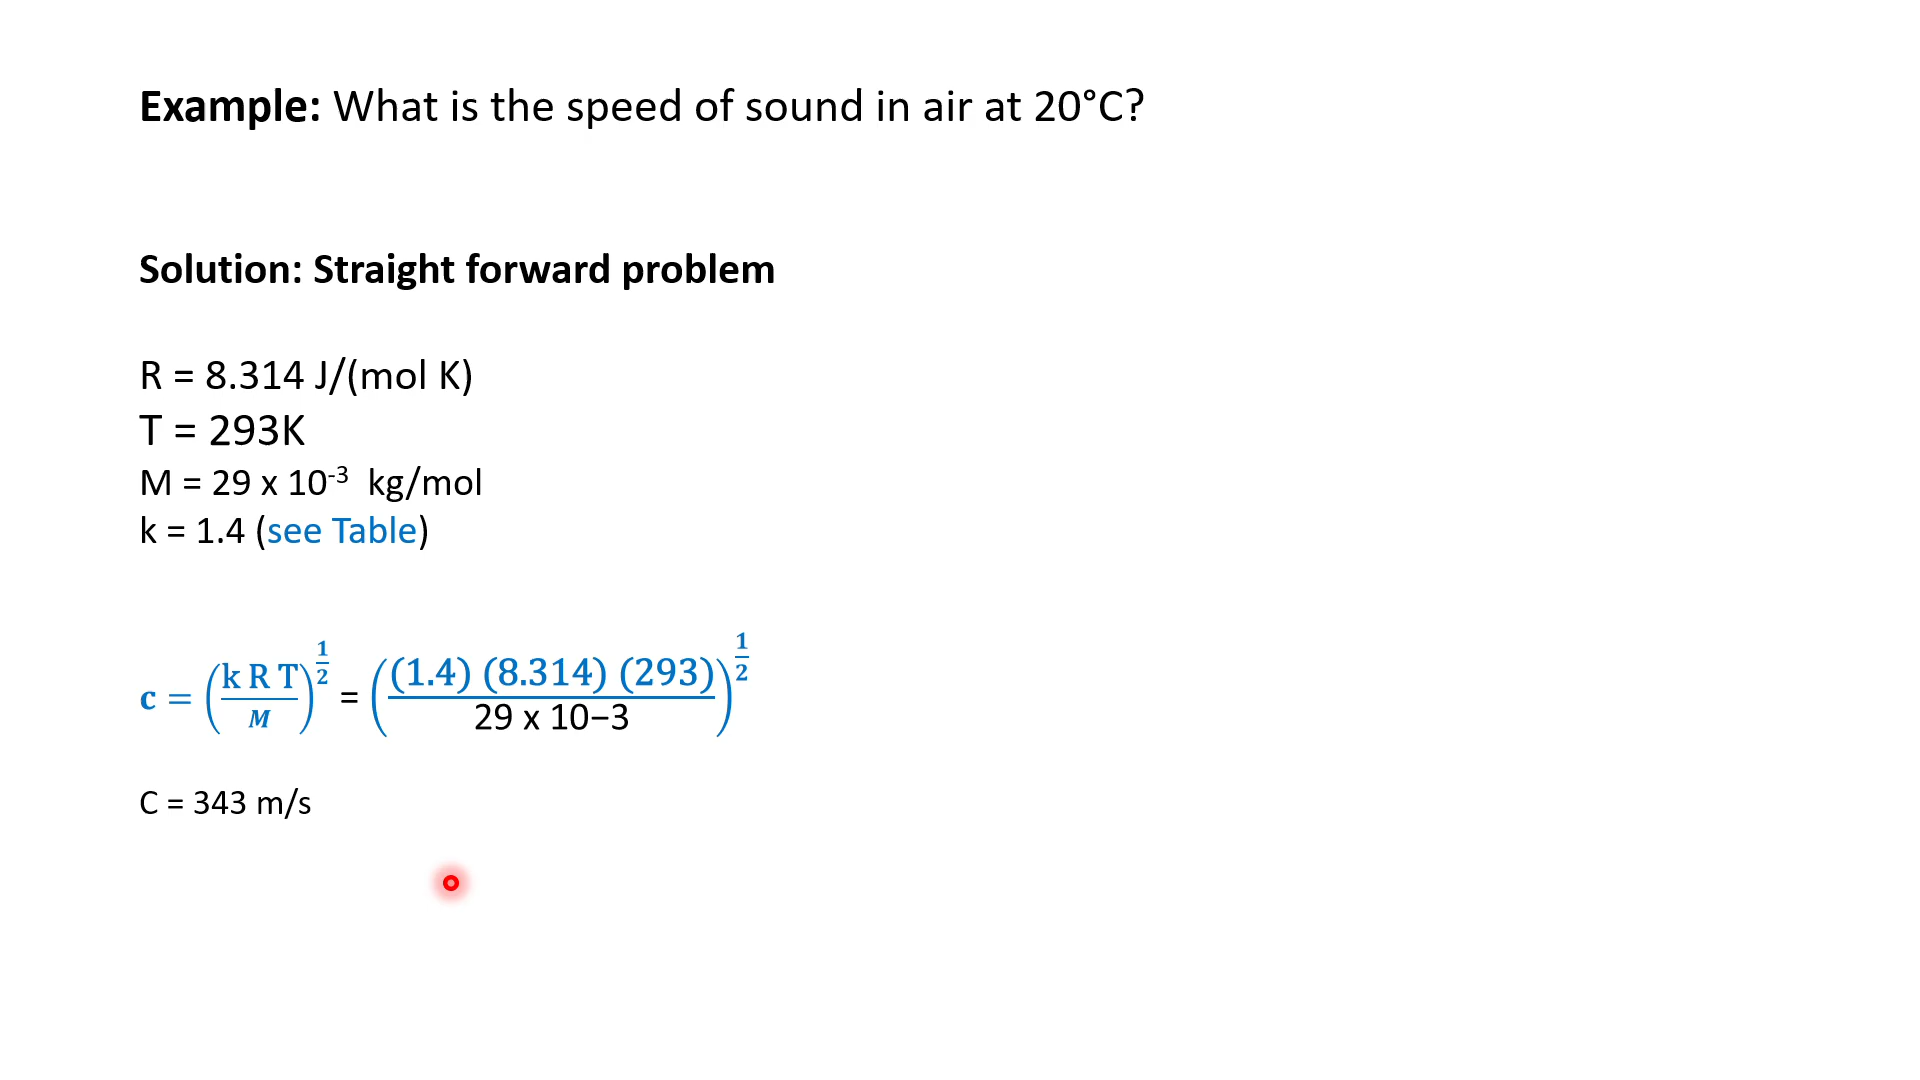 Example: What is the speed of sound in air at 20°C?
Solution: Straight forward problem
R = 8.314 J/(mol K)
T = 293K
M = 29 x 10⁻³ kg/mol
k = 1.4 (see Table)
c = (k R T / M)^(1/2) = ((1.4) (8.314) (293) / 29 x 10−3)^(1/2)
C = 343 m/s